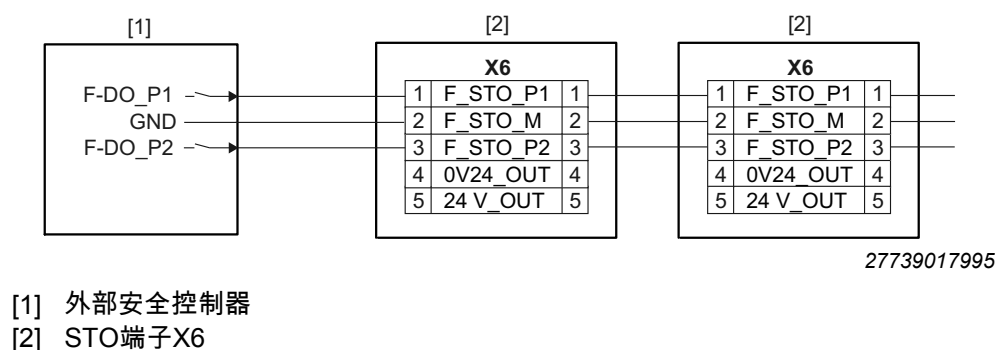 [1] [2] [2]
X6 X6
F-DO_P1 1 F_STO_P1 1 1 F_STO_P1 1
GND 2 F_STO_M 2 2 F_STO_M 2
F-DO_P2 3 F_STO_P2 3 3 F_STO_P2 3
4 0V24_OUT 4 4 0V24_OUT 4
5 24 V_OUT 5 5 24 V_OUT 5
27739017995
[1] 外部安全控制器
[2] STO端子X6